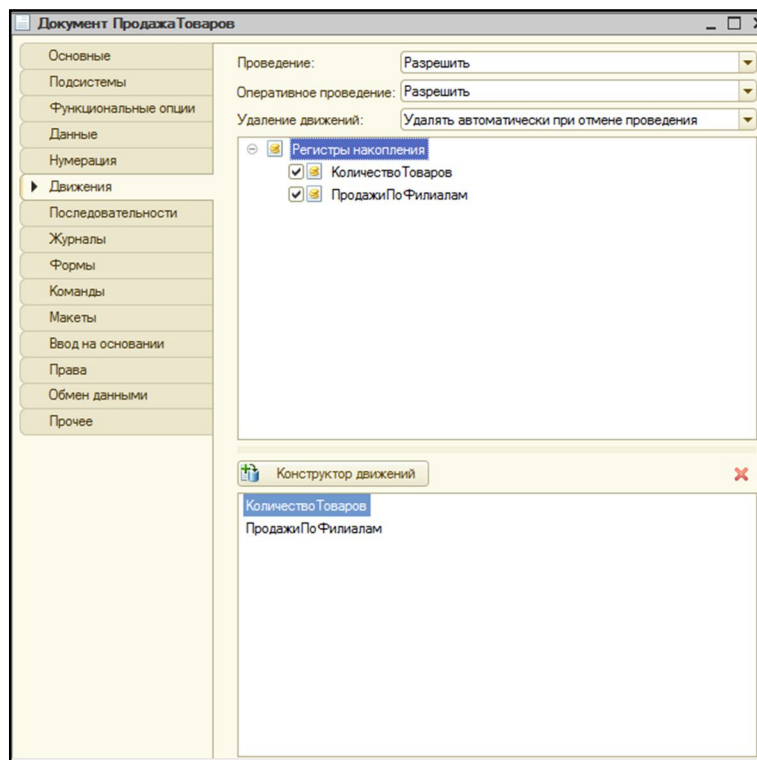 Документ ПродажаТоваров
Основные
Подсистемы
Функциональные опции
Данные
Нумерация
Движения
Последовательности
Журналы
Формы
Команды
Макеты
Ввод на основании
Права
Обмен данными
Прочее
Проведение: Разрешить
Оперативное проведение: Разрешить
Удаление движений: Удалять автоматически при отмене проведения
Регистры накопления
КоличествоТоваров
ПродажиПоФилиалам
Конструктор движений
КоличествоТоваров
ПродажиПоФилиалам